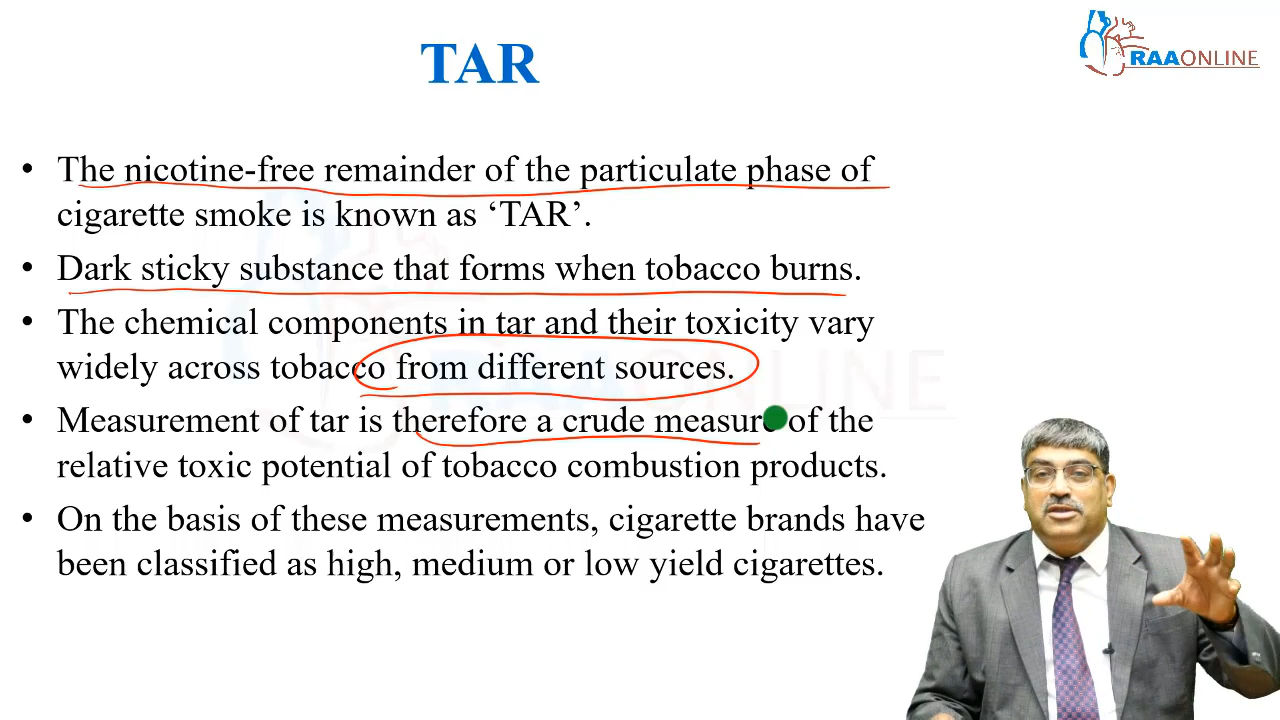 TAR
RAAONLINE
• The nicotine-free remainder of the particulate phase of
cigarette smoke is known as ‘TAR’.
• Dark sticky substance that forms when tobacco burns.
• The chemical components in tar and their toxicity vary
widely across tobacco from different sources.
• Measurement of tar is therefore a crude measure of the
relative toxic potential of tobacco combustion products.
• On the basis of these measurements, cigarette brands have
been classified as high, medium or low yield cigarettes.